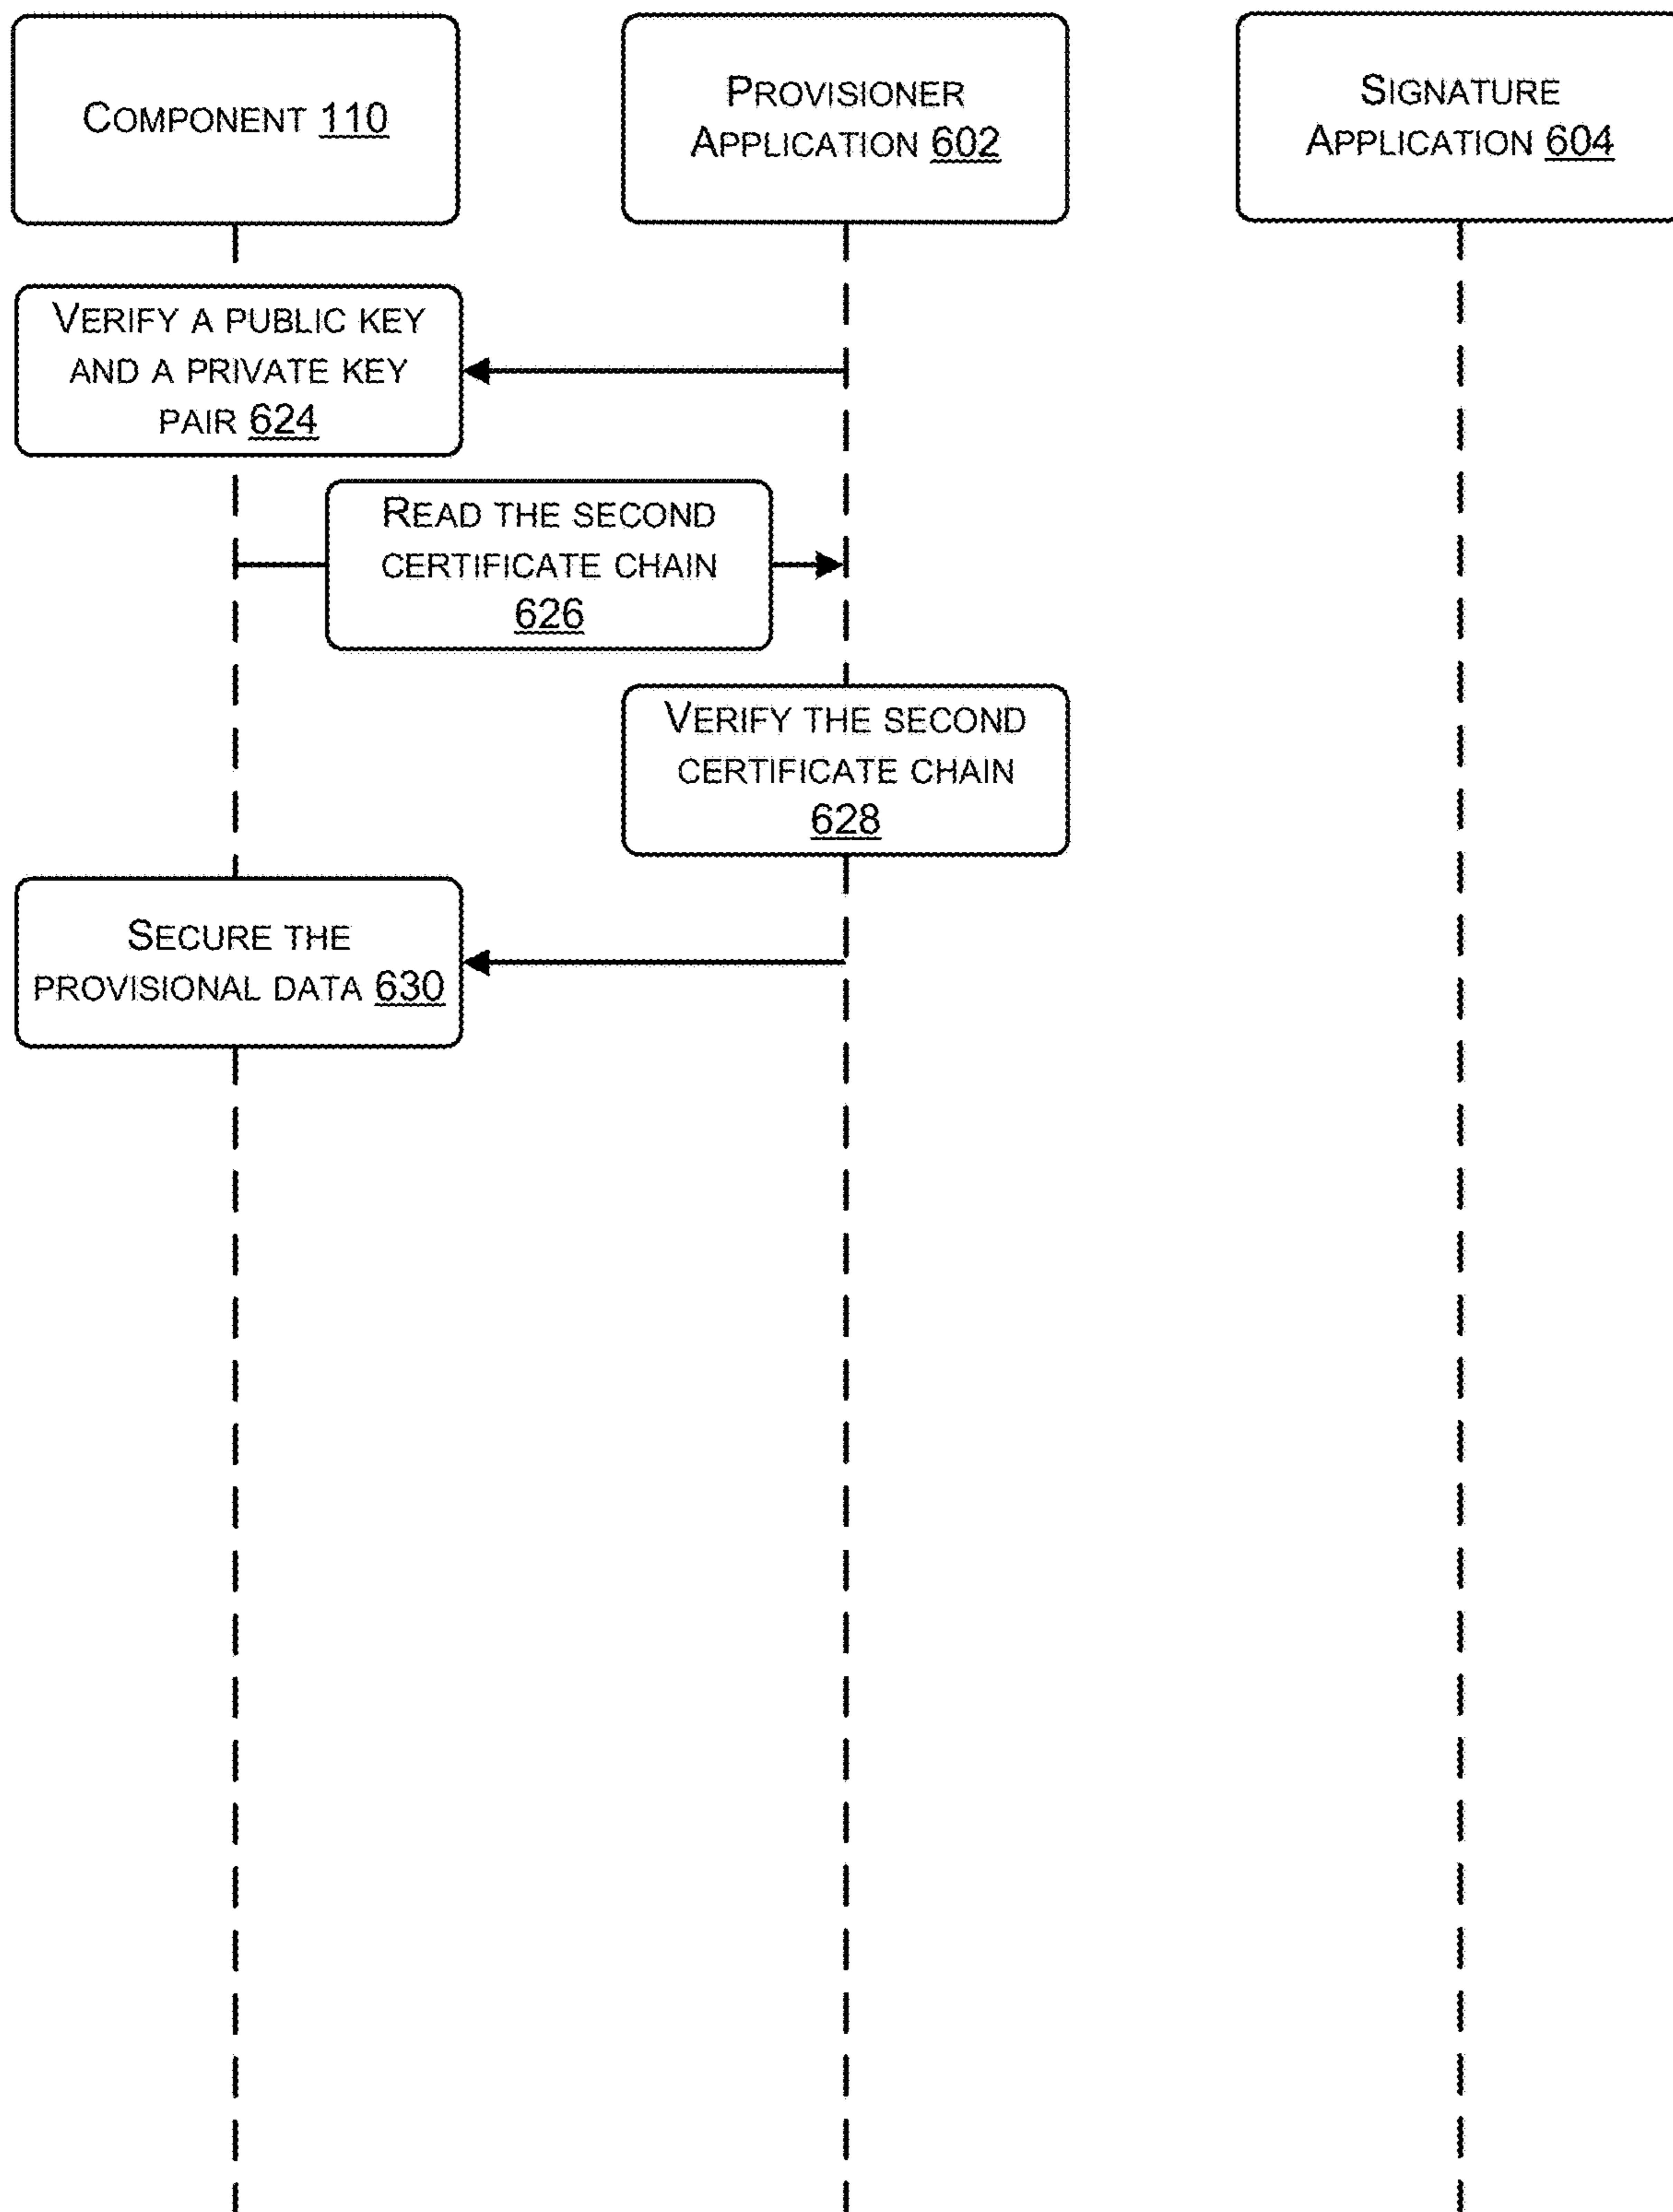 COMPONENT 110
PROVISIONER
APPLICATION 602
SIGNATURE
APPLICATION 604
VERIFY A PUBLIC KEY
AND A PRIVATE KEY
PAIR 624
READ THE SECOND
CERTIFICATE CHAIN
626
VERIFY THE SECOND
CERTIFICATE CHAIN
628
SECURE THE
PROVISIONAL DATA 630